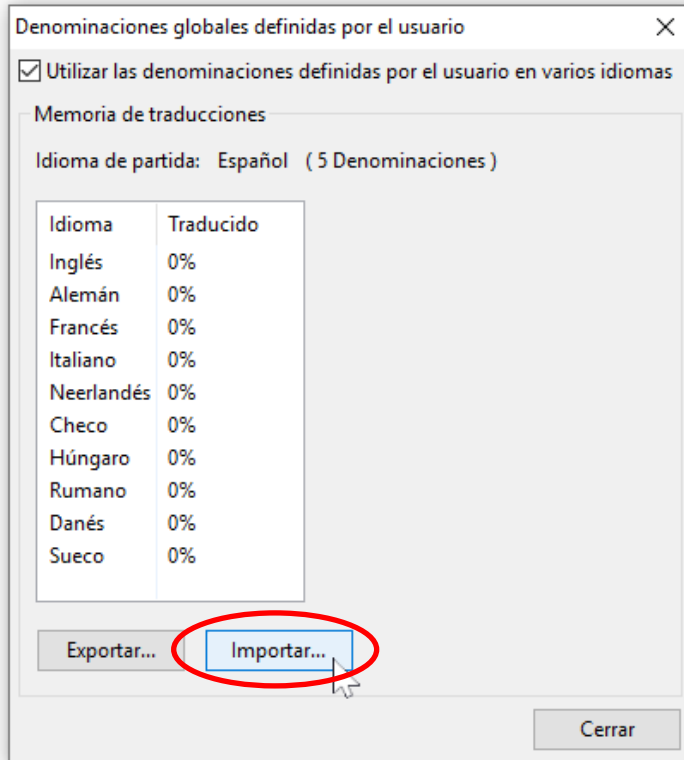 Denominaciones globales definidas por el usuario
Utilizar las denominaciones definidas por el usuario en varios idiomas
Memoria de traducciones
Idioma de partida: Español ( 5 Denominaciones )
Idioma Traducido
Inglés 0%
Alemán 0%
Francés 0%
Italiano 0%
Neerlandés 0%
Checo 0%
Húngaro 0%
Rumano 0%
Danés 0%
Sueco 0%
Exportar... Importar...
Cerrar